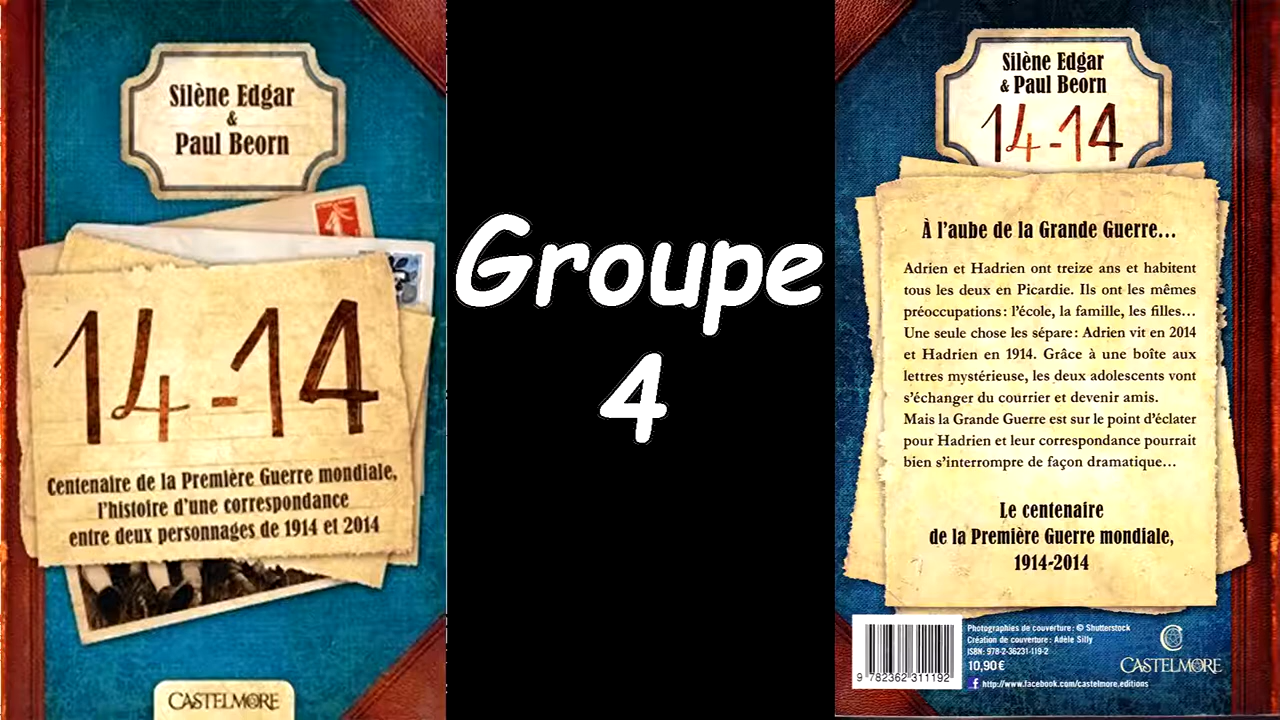 Silène Edgar
&
Paul Beorn
14-14
Centenaire de la Première Guerre mondiale,
l'histoire d'une correspondance
entre deux personnages de 1914 et 2014
CASTELMORE
Groupe
4
Silène Edgar
& Paul Beorn
14-14
À l'aube de la Grande Guerre...
Adrien et Hadrien ont treize ans et habitent
tous les deux en Picardie. Ils ont les mêmes
préoccupations : l'école, la famille, les filles...
Une seule chose les sépare : Adrien vit en 2014
et Hadrien en 1914. Grâce à une boîte aux
lettres mystérieuse, les deux adolescents vont
s'échanger du courrier et devenir amis.
Mais la Grande Guerre est sur le point d'éclater
pour Hadrien et leur correspondance pourrait
bien s'interrompre de façon dramatique...
Le centenaire
de la Première Guerre mondiale,
1914-2014
Photographies de couverture : © Shutterstock
Création de couverture : Adèle Silly
ISBN: 978-2-36231-119-2
10,90 €
http://www.facebook.com/castelmore.editions
9 782362 311192
CASTELMORE